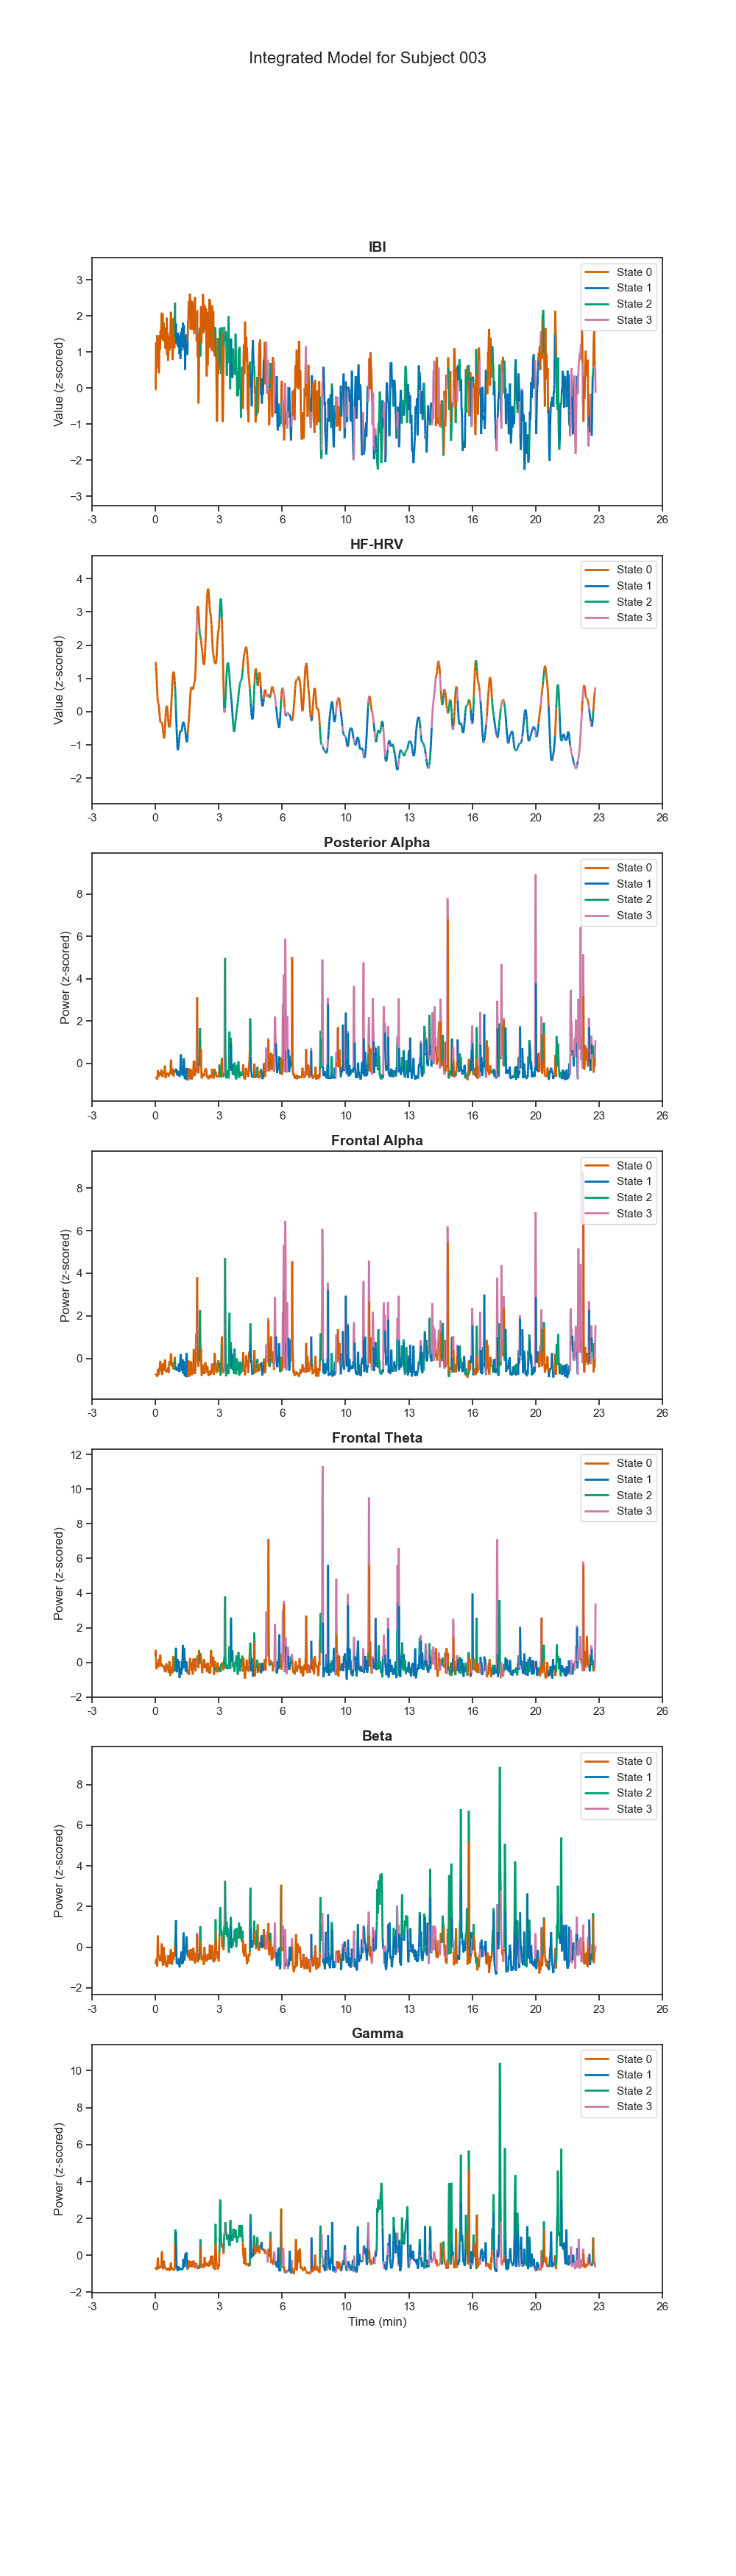 Integrated Model for Subject 003
IBI
Value (z-scored)
3
2
1
0
−1
−2
−3
State 0
State 1
State 2
State 3
-3 0 3 6 10 13 16 20 23 26
HF-HRV
Value (z-scored)
4
3
2
1
0
−1
−2
State 0
State 1
State 2
State 3
-3 0 3 6 10 13 16 20 23 26
Posterior Alpha
Power (z-scored)
8
6
4
2
0
State 0
State 1
State 2
State 3
-3 0 3 6 10 13 16 20 23 26
Frontal Alpha
Power (z-scored)
8
6
4
2
0
State 0
State 1
State 2
State 3
-3 0 3 6 10 13 16 20 23 26
Frontal Theta
Power (z-scored)
12
10
8
6
4
2
0
−2
State 0
State 1
State 2
State 3
-3 0 3 6 10 13 16 20 23 26
Beta
Power (z-scored)
8
6
4
2
0
−2
State 0
State 1
State 2
State 3
-3 0 3 6 10 13 16 20 23 26
Gamma
Power (z-scored)
10
8
6
4
2
0
−2
State 0
State 1
State 2
State 3
-3 0 3 6 10 13 16 20 23 26
Time (min)